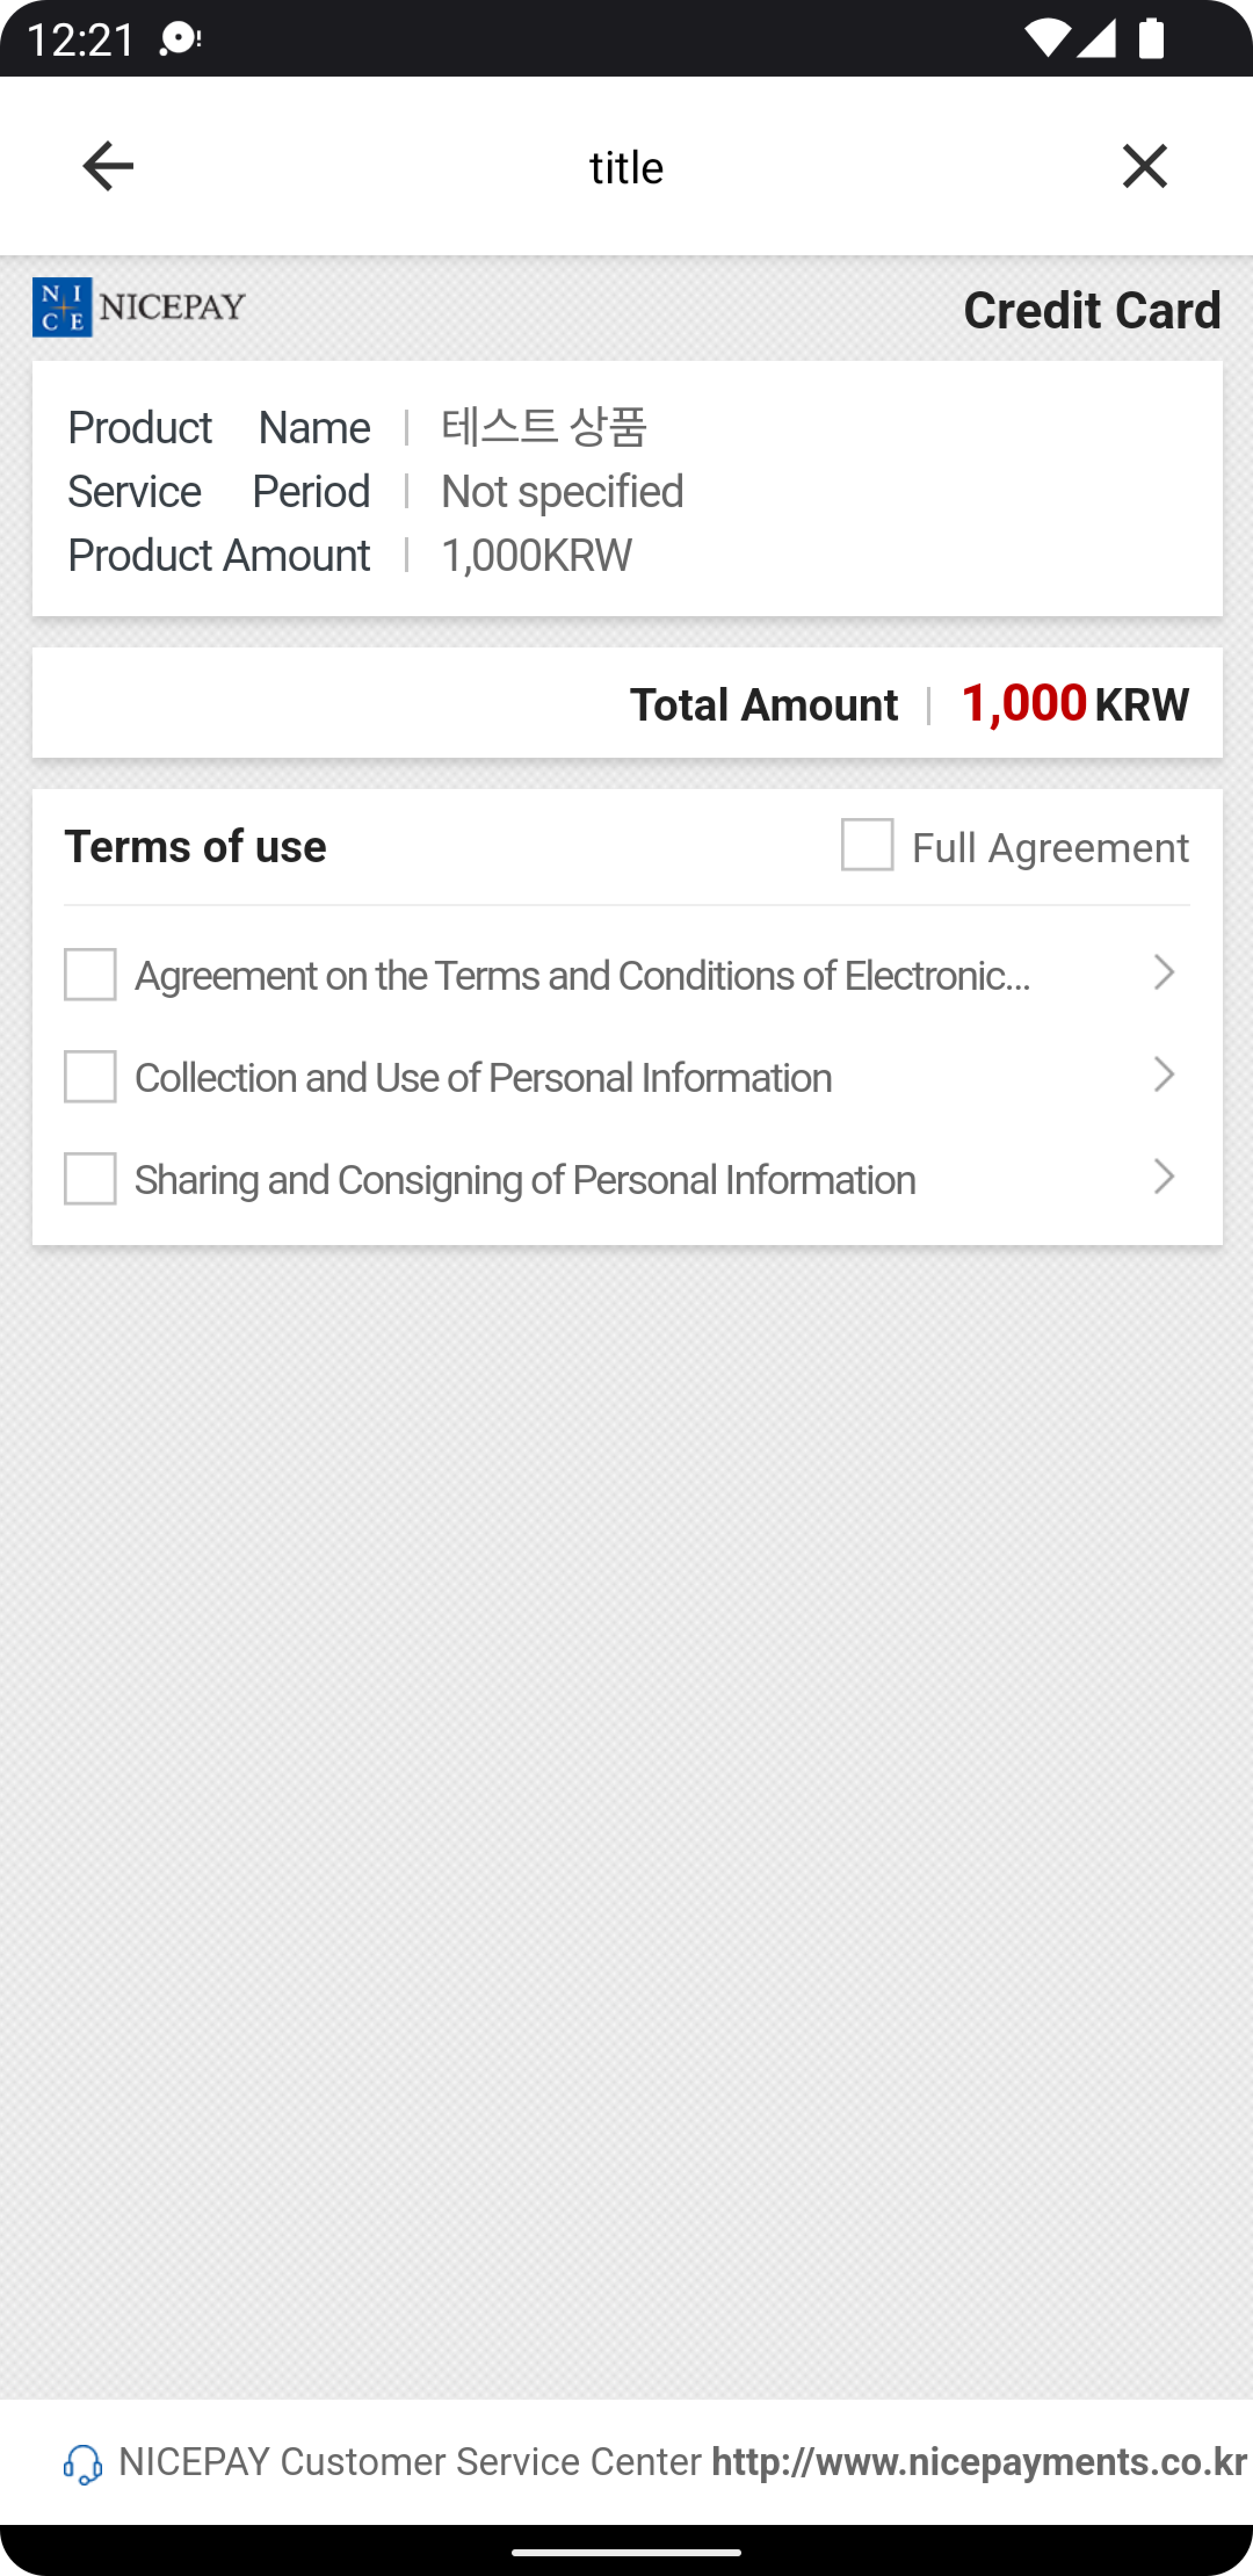 12:21
title
NICE NICEPAY
Credit Card
Product Name | 테스트 상품
Service Period | Not specified
Product Amount | 1,000KRW
Total Amount | 1,000 KRW
Terms of use
Full Agreement
Agreement on the Terms and Conditions of Electronic...
Collection and Use of Personal Information
Sharing and Consigning of Personal Information
NICEPAY Customer Service Center http://www.nicepayments.co.kr